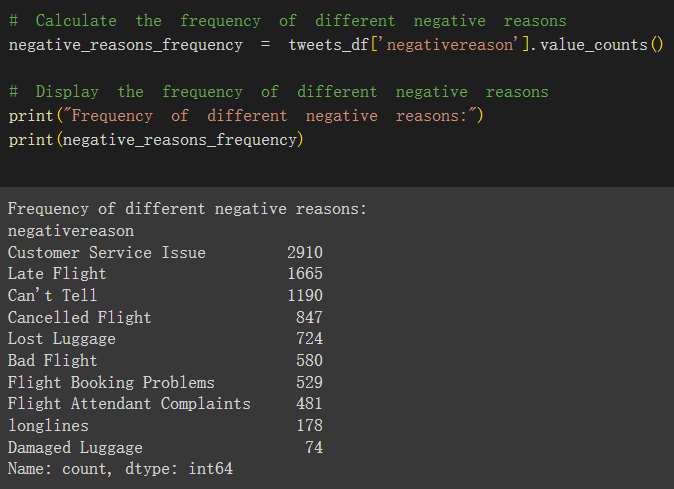 # Calculate the frequency of different negative reasons
negative_reasons_frequency = tweets_df['negativereason'].value_counts()
# Display the frequency of different negative reasons
print("Frequency of different negative reasons:")
print(negative_reasons_frequency)
Frequency of different negative reasons:
negativereason
Customer Service Issue 2910
Late Flight 1665
Can't Tell 1190
Cancelled Flight 847
Lost Luggage 724
Bad Flight 580
Flight Booking Problems 529
Flight Attendant Complaints 481
longlines 178
Damaged Luggage 74
Name: count, dtype: int64